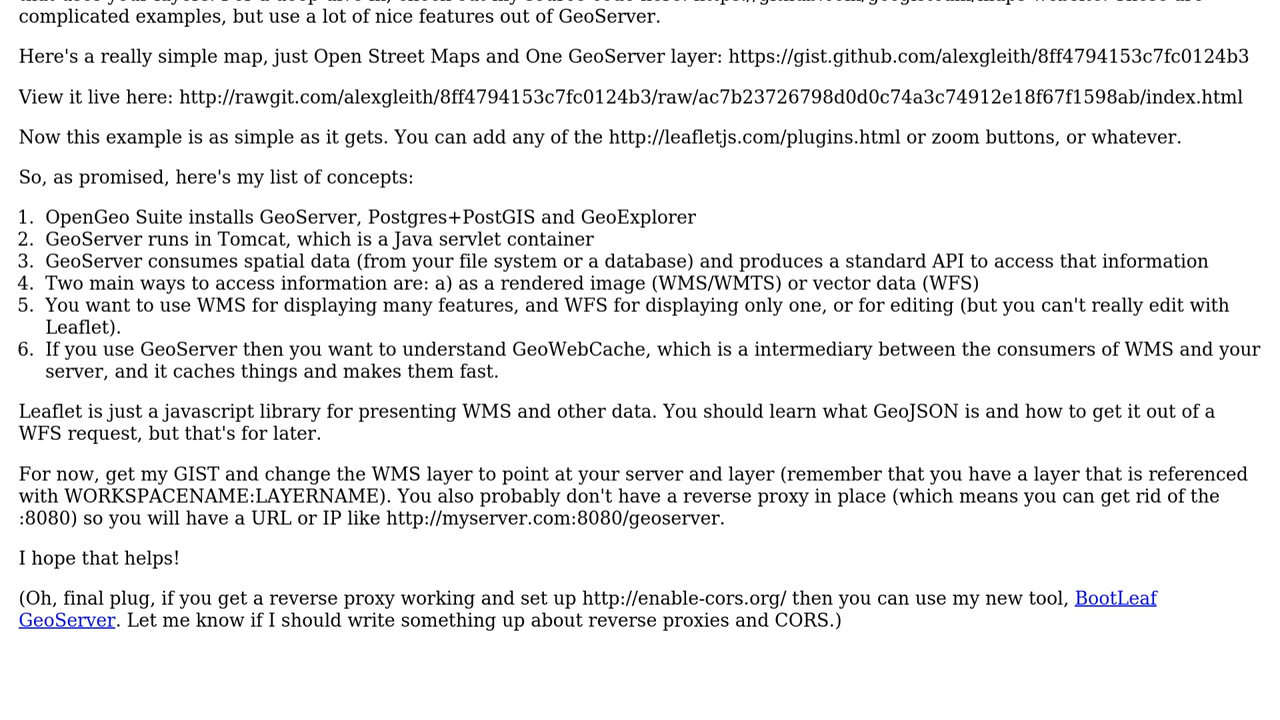 complicated examples, but use a lot of nice features out of GeoServer.
Here's a really simple map, just Open Street Maps and One GeoServer layer: https://gist.github.com/alexgleith/8ff4794153c7fc0124b3
View it live here: http://rawgit.com/alexgleith/8ff4794153c7fc0124b3/raw/ac7b23726798d0d0c74a3c74912e18f67f1598ab/index.html
Now this example is as simple as it gets. You can add any of the http://leafletjs.com/plugins.html or zoom buttons, or whatever.
So, as promised, here's my list of concepts:
1. OpenGeo Suite installs GeoServer, Postgres+PostGIS and GeoExplorer
2. GeoServer runs in Tomcat, which is a Java servlet container
3. GeoServer consumes spatial data (from your file system or a database) and produces a standard API to access that information
4. Two main ways to access information are: a) as a rendered image (WMS/WMTS) or vector data (WFS)
5. You want to use WMS for displaying many features, and WFS for displaying only one, or for editing (but you can't really edit with
Leaflet).
6. If you use GeoServer then you want to understand GeoWebCache, which is a intermediary between the consumers of WMS and your
server, and it caches things and makes them fast.
Leaflet is just a javascript library for presenting WMS and other data. You should learn what GeoJSON is and how to get it out of a
WFS request, but that's for later.
For now, get my GIST and change the WMS layer to point at your server and layer (remember that you have a layer that is referenced
with WORKSPACENAME:LAYERNAME). You also probably don't have a reverse proxy in place (which means you can get rid of the
:8080) so you will have a URL or IP like http://myserver.com:8080/geoserver.
I hope that helps!
(Oh, final plug, if you get a reverse proxy working and set up http://enable-cors.org/ then you can use my new tool, BootLeaf
GeoServer. Let me know if I should write something up about reverse proxies and CORS.)